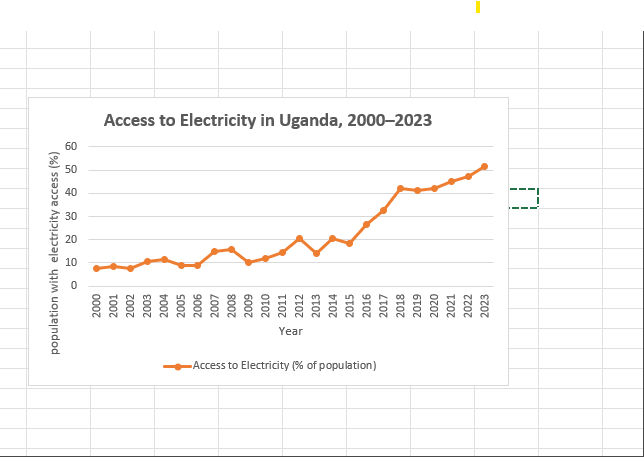 Access to Electricity in Uganda, 2000–2023
population with electricity access (%)
60
50
40
30
20
10
0
2000 2001 2002 2003 2004 2005 2006 2007 2008 2009 2010 2011 2012 2013 2014 2015 2016 2017 2018 2019 2020 2021 2022 2023
Year
Access to Electricity (% of population)